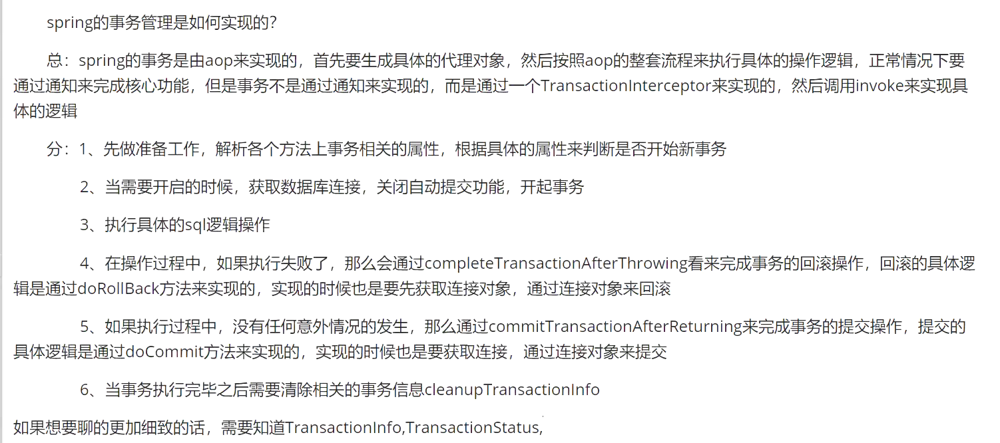 spring的事务管理是如何实现的？
总：spring的事务是由aop来实现的，首先要生成具体的代理对象，然后按照aop的整套流程来执行具体的操作逻辑，正常情况下要
通过通知来完成核心功能，但是事务不是通过通知来实现的，而是通过一个TransactionInterceptor来实现的，然后调用invoke来实现具
体的逻辑
分：1、先做准备工作，解析各个方法上事务相关的属性，根据具体的属性来判断是否开始新事务
2、当需要开启的时候，获取数据库连接，关闭自动提交功能，开起事务
3、执行具体的sql逻辑操作
4、在操作过程中，如果执行失败了，那么会通过completeTransactionAfterThrowing看来完成事务的回滚操作，回滚的具体逻
辑是通过doRollBack方法来实现的，实现的时候也是要先获取连接对象，通过连接对象来回滚
5、如果执行过程中，没有任何意外情况的发生，那么通过commitTransactionAfterReturning来完成事务的提交操作，提交的
具体逻辑是通过doCommit方法来实现的，实现的时候也是要获取连接，通过连接对象来提交
6、当事务执行完毕之后需要清除相关的事务信息cleanupTransactionInfo
如果想要聊的更加细致的话，需要知道TransactionInfo,TransactionStatus,